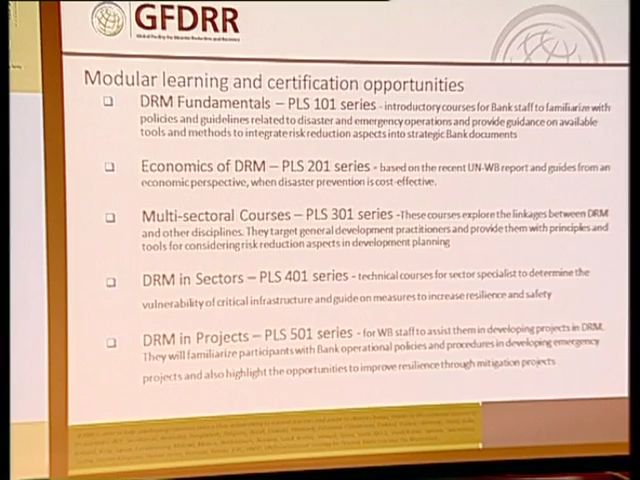 GFDRR
Global Facility for Disaster Reduction and Recovery
Modular learning and certification opportunities
❑ DRM Fundamentals – PLS 101 series - introductory courses for Bank staff to familiarize with
policies and guidelines related to disaster and emergency operations and provide guidance on available
tools and methods to integrate risk reduction aspects into strategic Bank documents
❑ Economics of DRM – PLS 201 series - based on the recent UN-WB report and guides from an
economic perspective, when disaster prevention is cost-effective.
❑ Multi-sectoral Courses – PLS 301 series -These courses explore the linkages between DRM
and other disciplines. They target general development practitioners and provide them with principles and
tools for considering risk reduction aspects in development planning
❑ DRM in Sectors – PLS 401 series - technical courses for sector specialist to determine the
vulnerability of critical infrastructure and guide on measures to increase resilience and safety
❑ DRM in Projects – PLS 501 series - for WB staff to assist them in developing projects in DRM.
They will familiarize participants with Bank operational policies and procedures in developing emergency
projects and also highlight the opportunities to improve resilience through mitigation projects